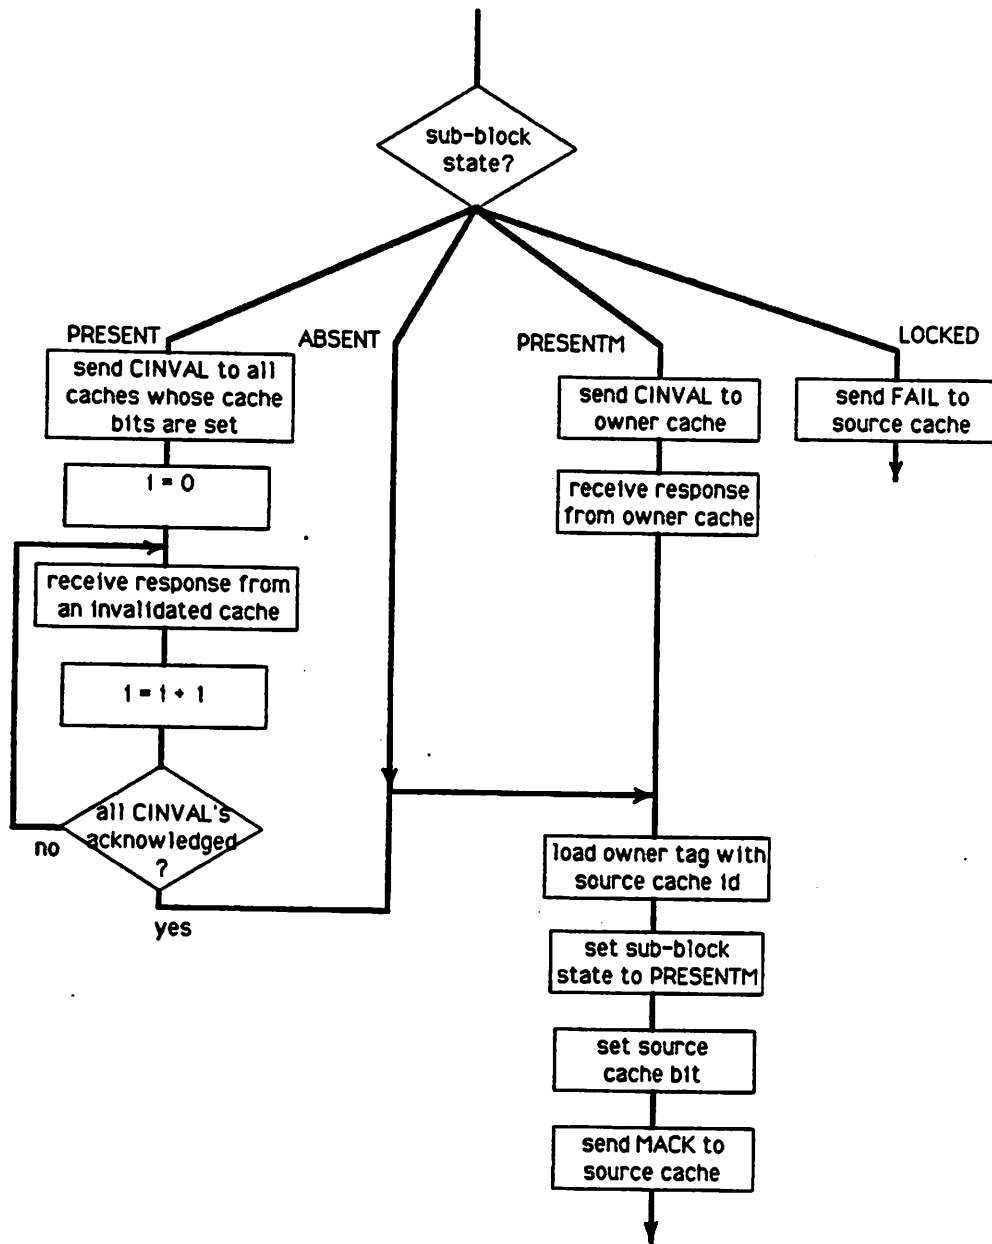 sub-block
state?
PRESENT
ABSENT
PRESENTM
LOCKED
send CINVAL to all
caches whose cache
bits are set
i = 0
receive response from
an invalidated cache
i = i + 1
all CINVAL's
acknowledged
?
no
yes
send CINVAL to
owner cache
receive response
from owner cache
send FAIL to
source cache
load owner tag with
source cache id
set sub-block
state to PRESENTM
set source
cache bit
send MACK to
source cache